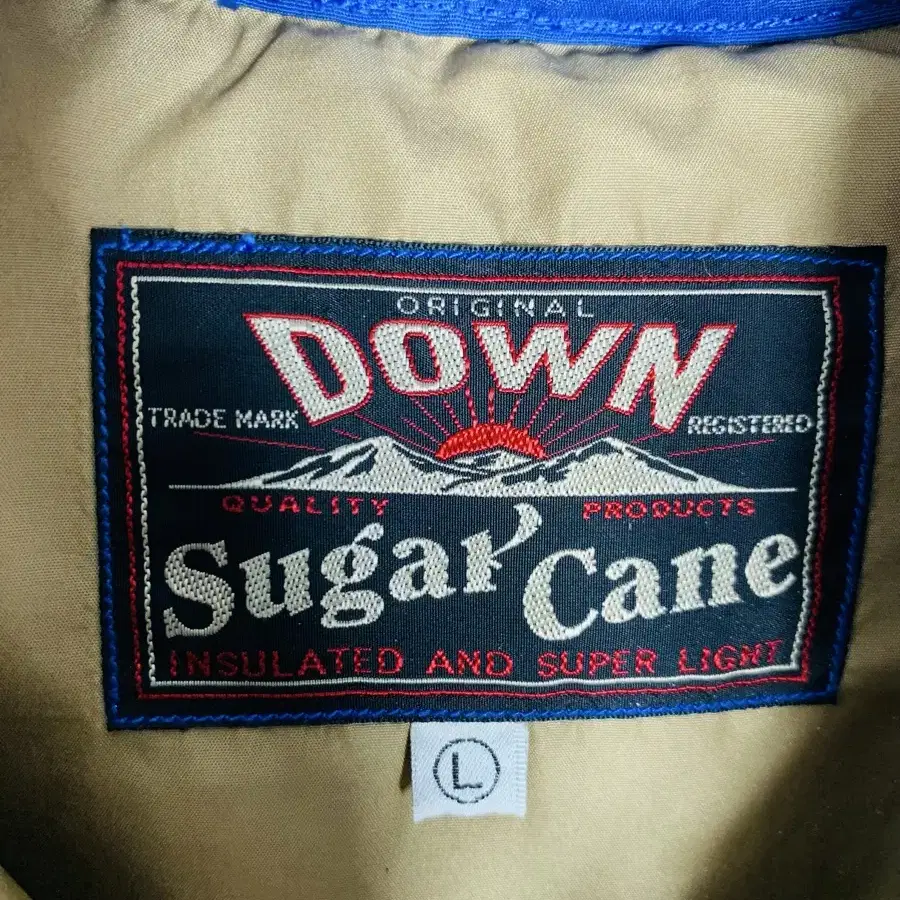 ORIGINAL
DOWN
TRADE MARK REGISTERED
QUALITY PRODUCTS
Sugar Cane
INSULATED AND SUPER LIGHT
L